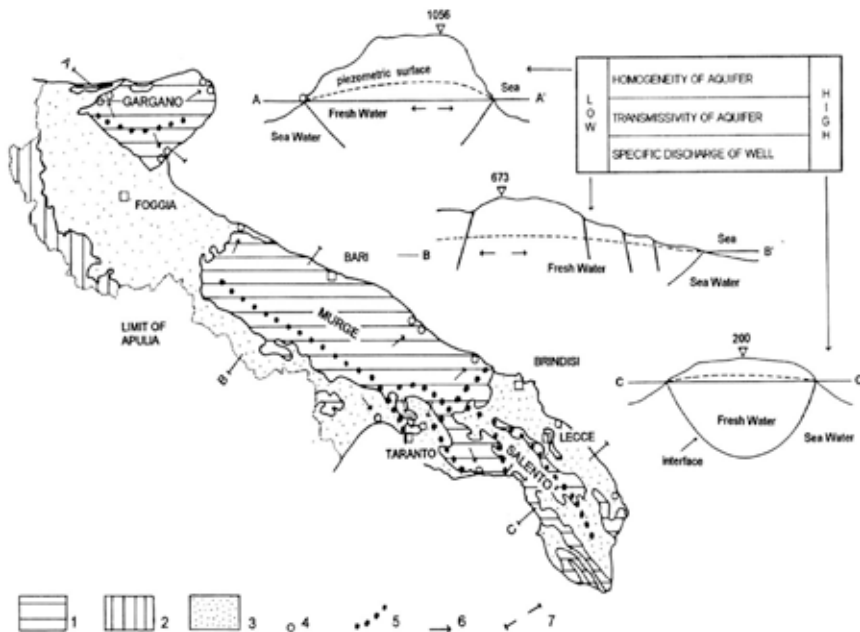 1056
piezometric surface
Sea
A
A'
Fresh Water
Sea Water
LOW
HOMOGENEITY OF AQUIFER
TRANSMISSIVITY OF AQUIFER
SPECIFIC DISCHARGE OF WELL
HIGH
A
GARGANO
FOGGIA
673
B
Sea
B'
Fresh Water
Sea Water
BARI
MURGE
LIMIT OF
APULIA
B
BRINDISI
200
C
Fresh Water
Sea Water
interface
TARANTO
LECCE
SALENTO
C
1
2
3
4
5
6
7